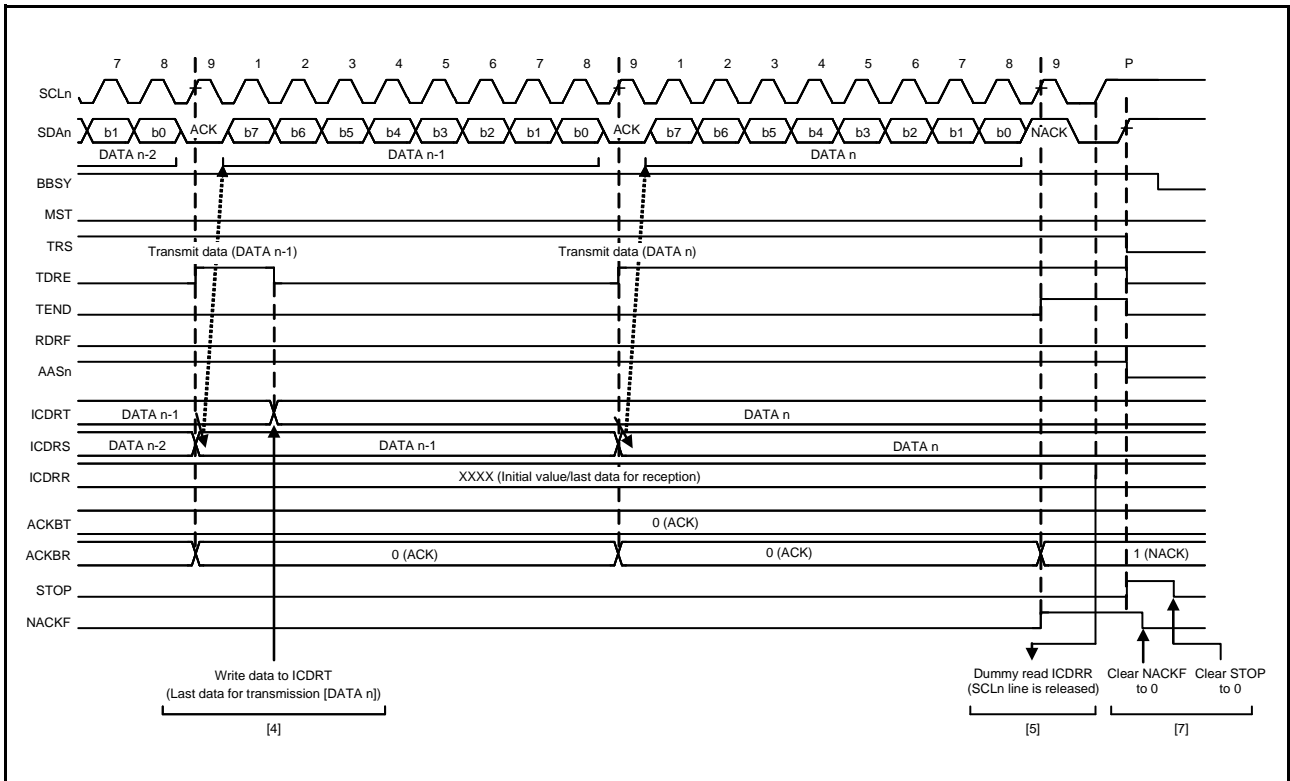 7 8 9 1 2 3 4 5 6 7 8 9 1 2 3 4 5 6 7 8 9 P
SCLn
SDAn b1 b0 ACK b7 b6 b5 b4 b3 b2 b1 b0 ACK b7 b6 b5 b4 b3 b2 b1 b0 NACK
DATA n-2 DATA n-1 DATA n
BBSY
MST
TRS
Transmit data (DATA n-1) Transmit data (DATA n)
TDRE
TEND
RDRF
AASn
ICDRT DATA n-1 DATA n
ICDRS DATA n-2 DATA n-1 DATA n
ICDRR XXXX (Initial value/last data for reception)
ACKBT 0 (ACK)
ACKBR 0 (ACK) 0 (ACK) 1 (NACK)
STOP
NACKF
Write data to ICDRT
(Last data for transmission [DATA n])
[4]
Dummy read ICDRR
(SCLn line is released)
[5]
Clear NACKF
to 0
Clear STOP
to 0
[7]